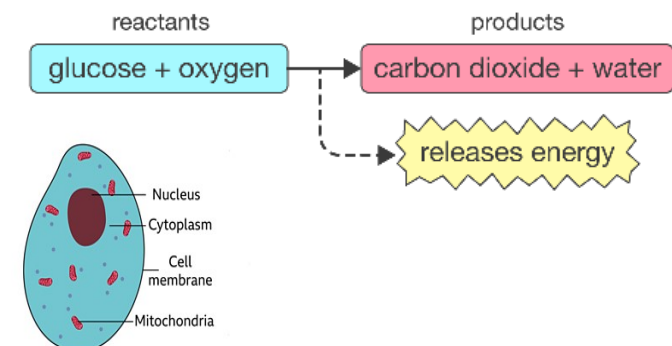 reactants
products
glucose + oxygen
carbon dioxide + water
releases energy
Nucleus
Cytoplasm
Cell
membrane
Mitochondria